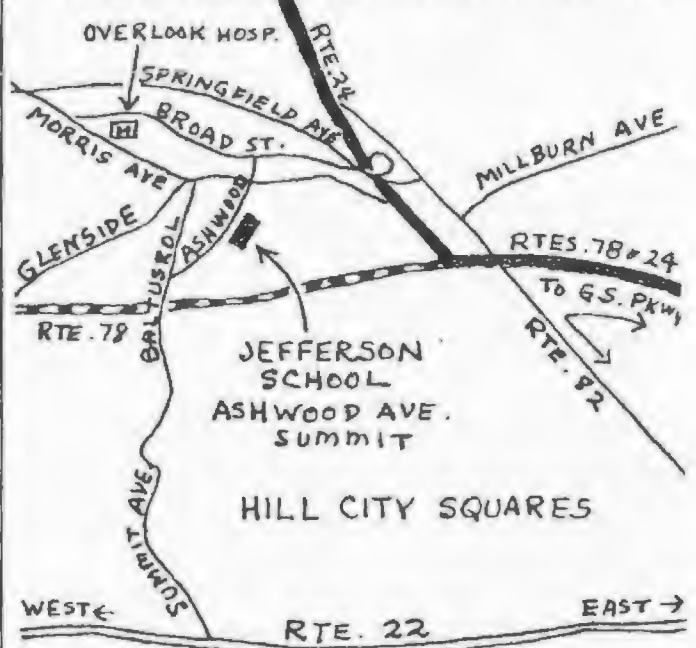 OVERLOOK HOSP.
RTE.34
SPRINGFIELD AVE
H
BROAD ST.
MORRIS AVE
MILLBURN AVE
GLENSIDE
BALTUSROL
ASHWOOD
RTES. 78 & 24
TO G.S. PKWY
RTE. 78
RTE. 82
JEFFERSON
SCHOOL
ASHWOOD AVE.
SUMMIT
HILL CITY SQUARES
SUMMIT AVE
WEST ←
EAST →
RTE. 22